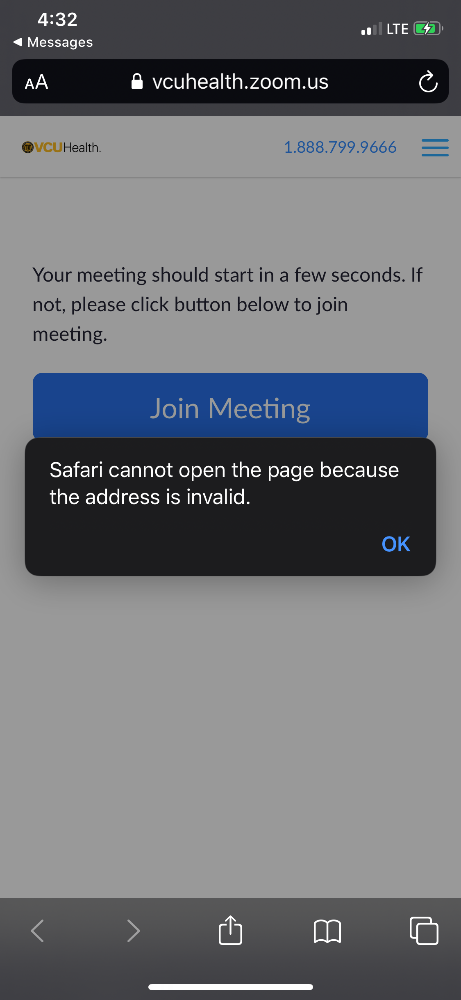 4:32
LTE
◀ Messages
AA
vcuhealth.zoom.us
VCUHealth™
1.888.799.9666
Your meeting should start in a few seconds. If
not, please click button below to join
meeting.
Join Meeting
Safari cannot open the page because
the address is invalid.
OK